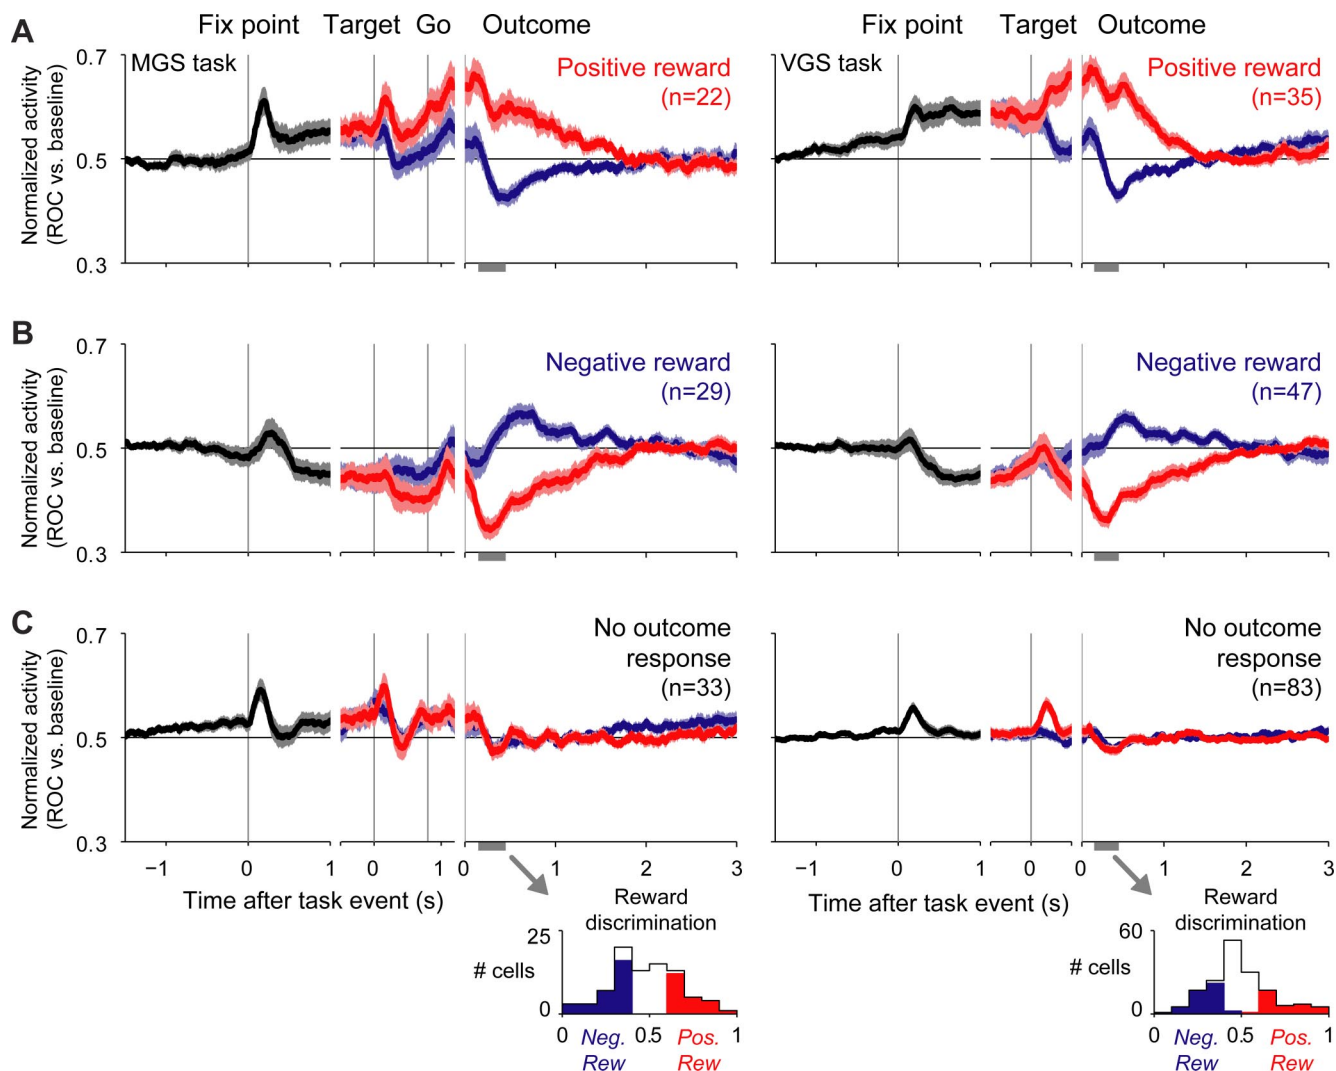 A
Fix point Target Go Outcome
Fix point Target Outcome
MGS task
Positive reward
(n=22)
VGS task
Positive reward
(n=35)
Normalized activity
(ROC vs. baseline)
0.7
0.5
0.3
B
Negative reward
(n=29)
Negative reward
(n=47)
Normalized activity
(ROC vs. baseline)
0.7
0.5
0.3
1 2 3
C
No outcome
response
(n=33)
No outcome
response
(n=83)
Normalized activity
(ROC vs. baseline)
0.7
0.5
0.3
−1 0 1 0 1 0 1 2 3
−1 0 1 0 0 1 2 3
Time after task event (s)
Time after task event (s)
Reward
discrimination
25
# cells
0
0 0.5 1
Neg.
Rew
Pos.
Rew
Reward
discrimination
60
# cells
0
0 0.5 1
Neg.
Rew
Pos.
Rew